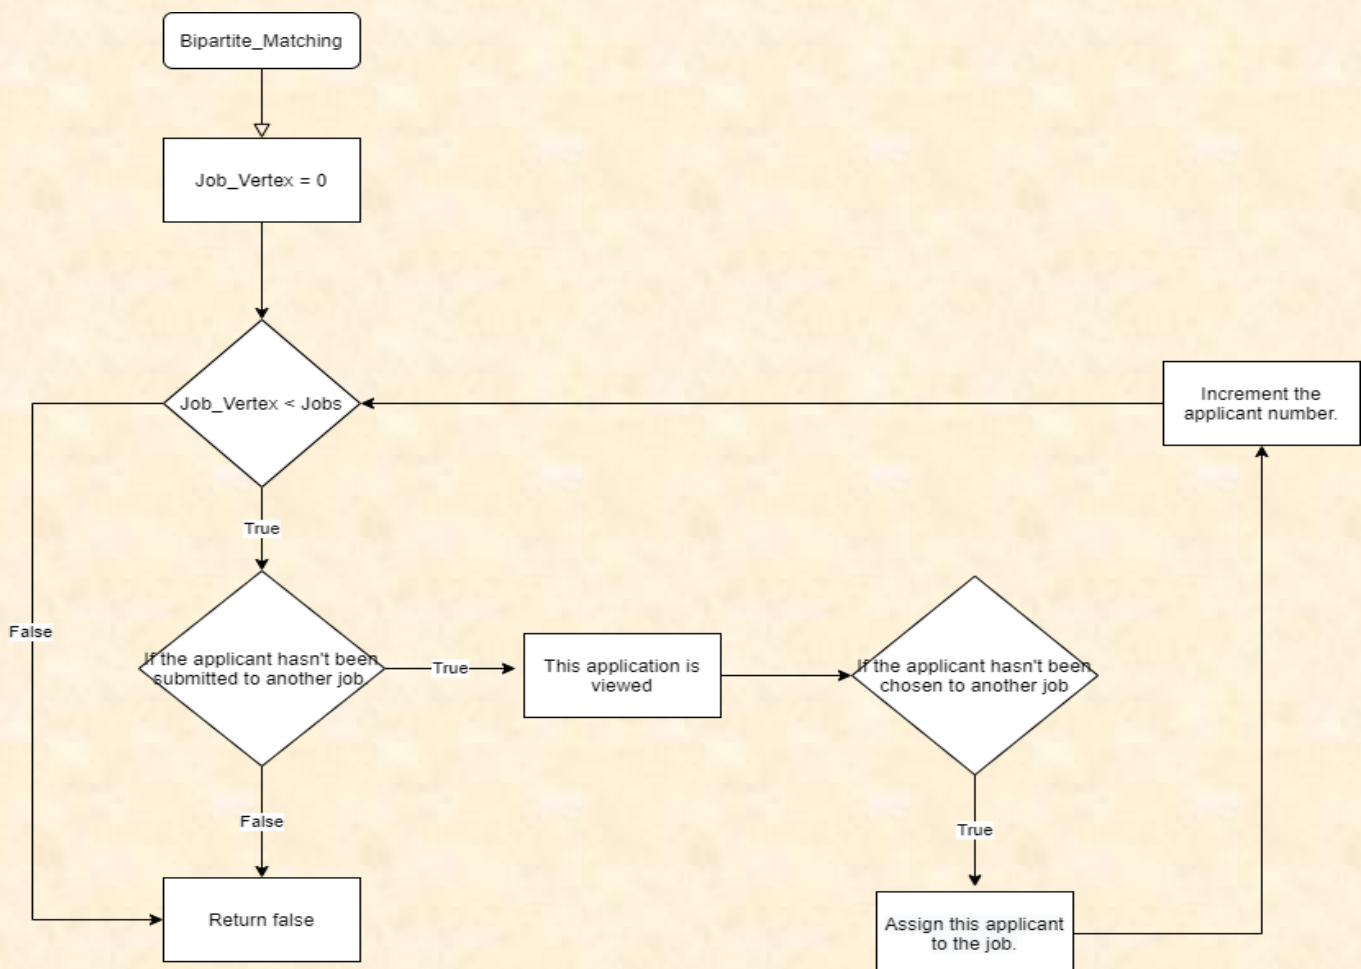 Bipartite_Matching
Job_Vertex = 0
Job_Vertex < Jobs
Increment the
applicant number.
True
False
If the applicant hasn't been
submitted to another job
True
This application is
viewed
If the applicant hasn't been
chosen to another job
False
True
Return false
Assign this applicant
to the job.